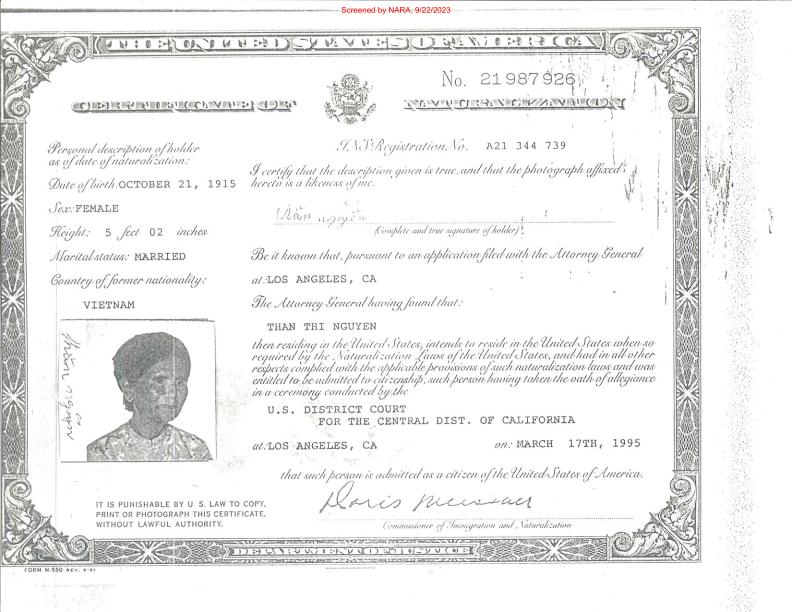 Screened by NARA, 9/22/2023
THE UNITED STATES OF AMERICA
No. 21987926
CERTIFICATE OF NATURALIZATION
Personal description of holder
as of date of naturalization:
Date of birth: OCTOBER 21, 1915
Sex: FEMALE
Height: 5 feet 02 inches
Marital status: MARRIED
Country of former nationality:
VIETNAM
I.N.S. Registration No. A21 344 739
I certify that the description given is true, and that the photograph affixed
hereto is a likeness of me.
Nguyễn
(Complete and true signature of holder)
Be it known that, pursuant to an application filed with the Attorney General
at: LOS ANGELES, CA
The Attorney General having found that:
THAN THI NGUYEN
then residing in the United States, intends to reside in the United States when so
required by the Naturalization Laws of the United States, and had in all other
respects complied with the applicable provisions of such naturalization laws and was
entitled to be admitted to citizenship, such person having taken the oath of allegiance
in a ceremony conducted by the
U.S. DISTRICT COURT
FOR THE CENTRAL DIST. OF CALIFORNIA
at: LOS ANGELES, CA on: MARCH 17TH, 1995
that such person is admitted as a citizen of the United States of America.
Doris Meissner
Commissioner of Immigration and Naturalization
IT IS PUNISHABLE BY U. S. LAW TO COPY,
PRINT OR PHOTOGRAPH THIS CERTIFICATE,
WITHOUT LAWFUL AUTHORITY.
DEPARTMENT OF JUSTICE
FORM N-550 REV. 6-91